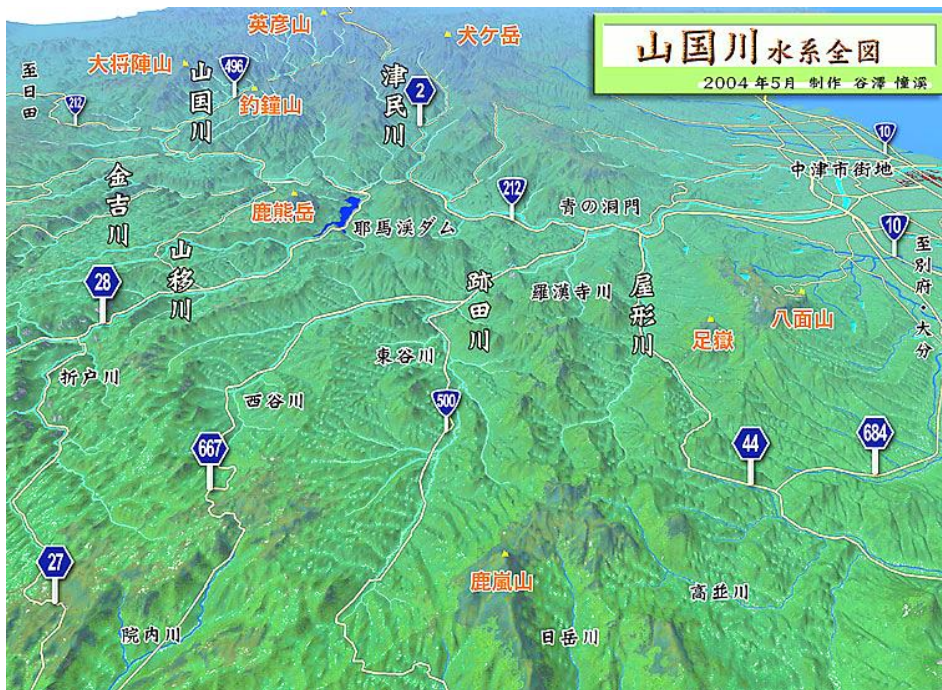 山国川水系全図
2004年5月 制作 谷澤 憧溪
英彦山
犬ケ岳
大将陣山
山国川
496
津民川
2
至日田
212
釣鐘山
10
中津市街地
金吉川
鹿熊岳
212
青の洞門
耶馬渓ダム
10
至別府・大分
山移川
28
跡田川
羅漢寺川
屋形川
八面山
足嶽
東谷川
折戸川
西谷川
500
667
44
684
27
鹿嵐山
高並川
院内川
日岳川